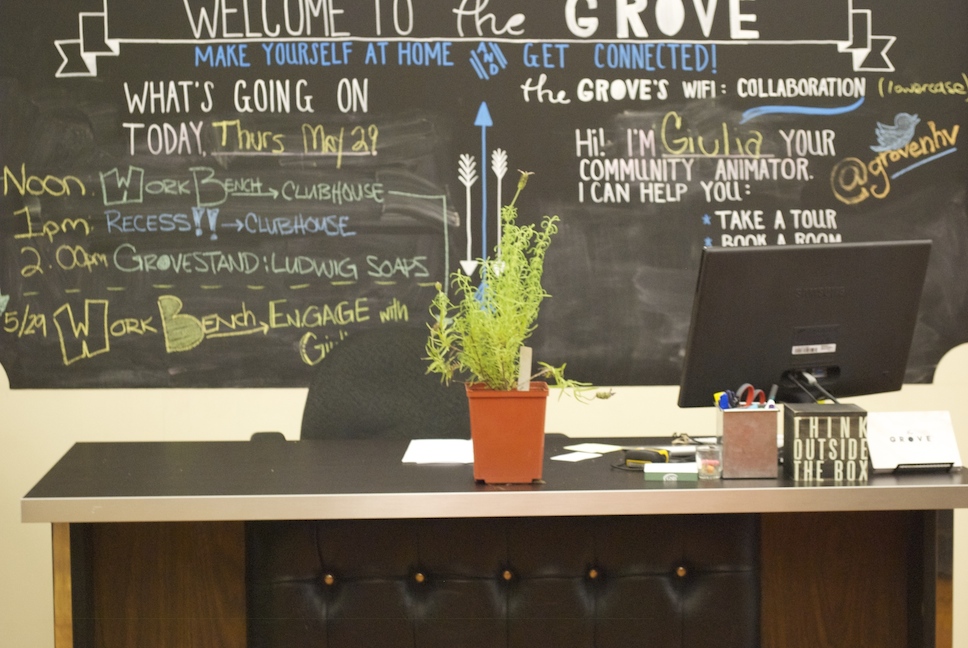 WELCOME TO the GROVE
MAKE YOURSELF AT HOME AND GET CONNECTED!
WHAT'S GOING ON
TODAY, Thurs May 29
Noon. WORK BENCH → CLUBHOUSE
1pm. RECESS!! → CLUBHOUSE
2:00pm GROVESTAND: LUDWIG SOAPS
5/29 WORK BENCH → ENGAGE with
the GROVE'S WIFI: COLLABORATION (lowercase)
Hi! I'M Giulia YOUR
COMMUNITY ANIMATOR.
I CAN HELP YOU:
* TAKE A TOUR
* BOOK A ROOM
@grovenhv
SAMSUNG
THINK
OUTSIDE
THE BOX
GROVE